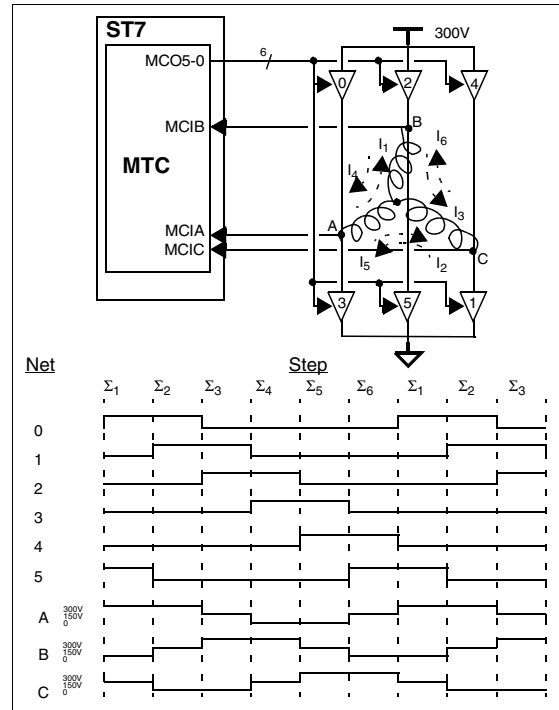 ST7
300V
MCO5-0
6
0
2
4
MCIB
B
MTC
I1
I6
I4
I3
MCIA
A
MCIC
C
I5
I2
3
5
1
Net
Step
Σ1 Σ2 Σ3 Σ4 Σ5 Σ6 Σ1 Σ2 Σ3
0
1
2
3
4
5
A 300V 150V 0
B 300V 150V 0
C 300V 150V 0